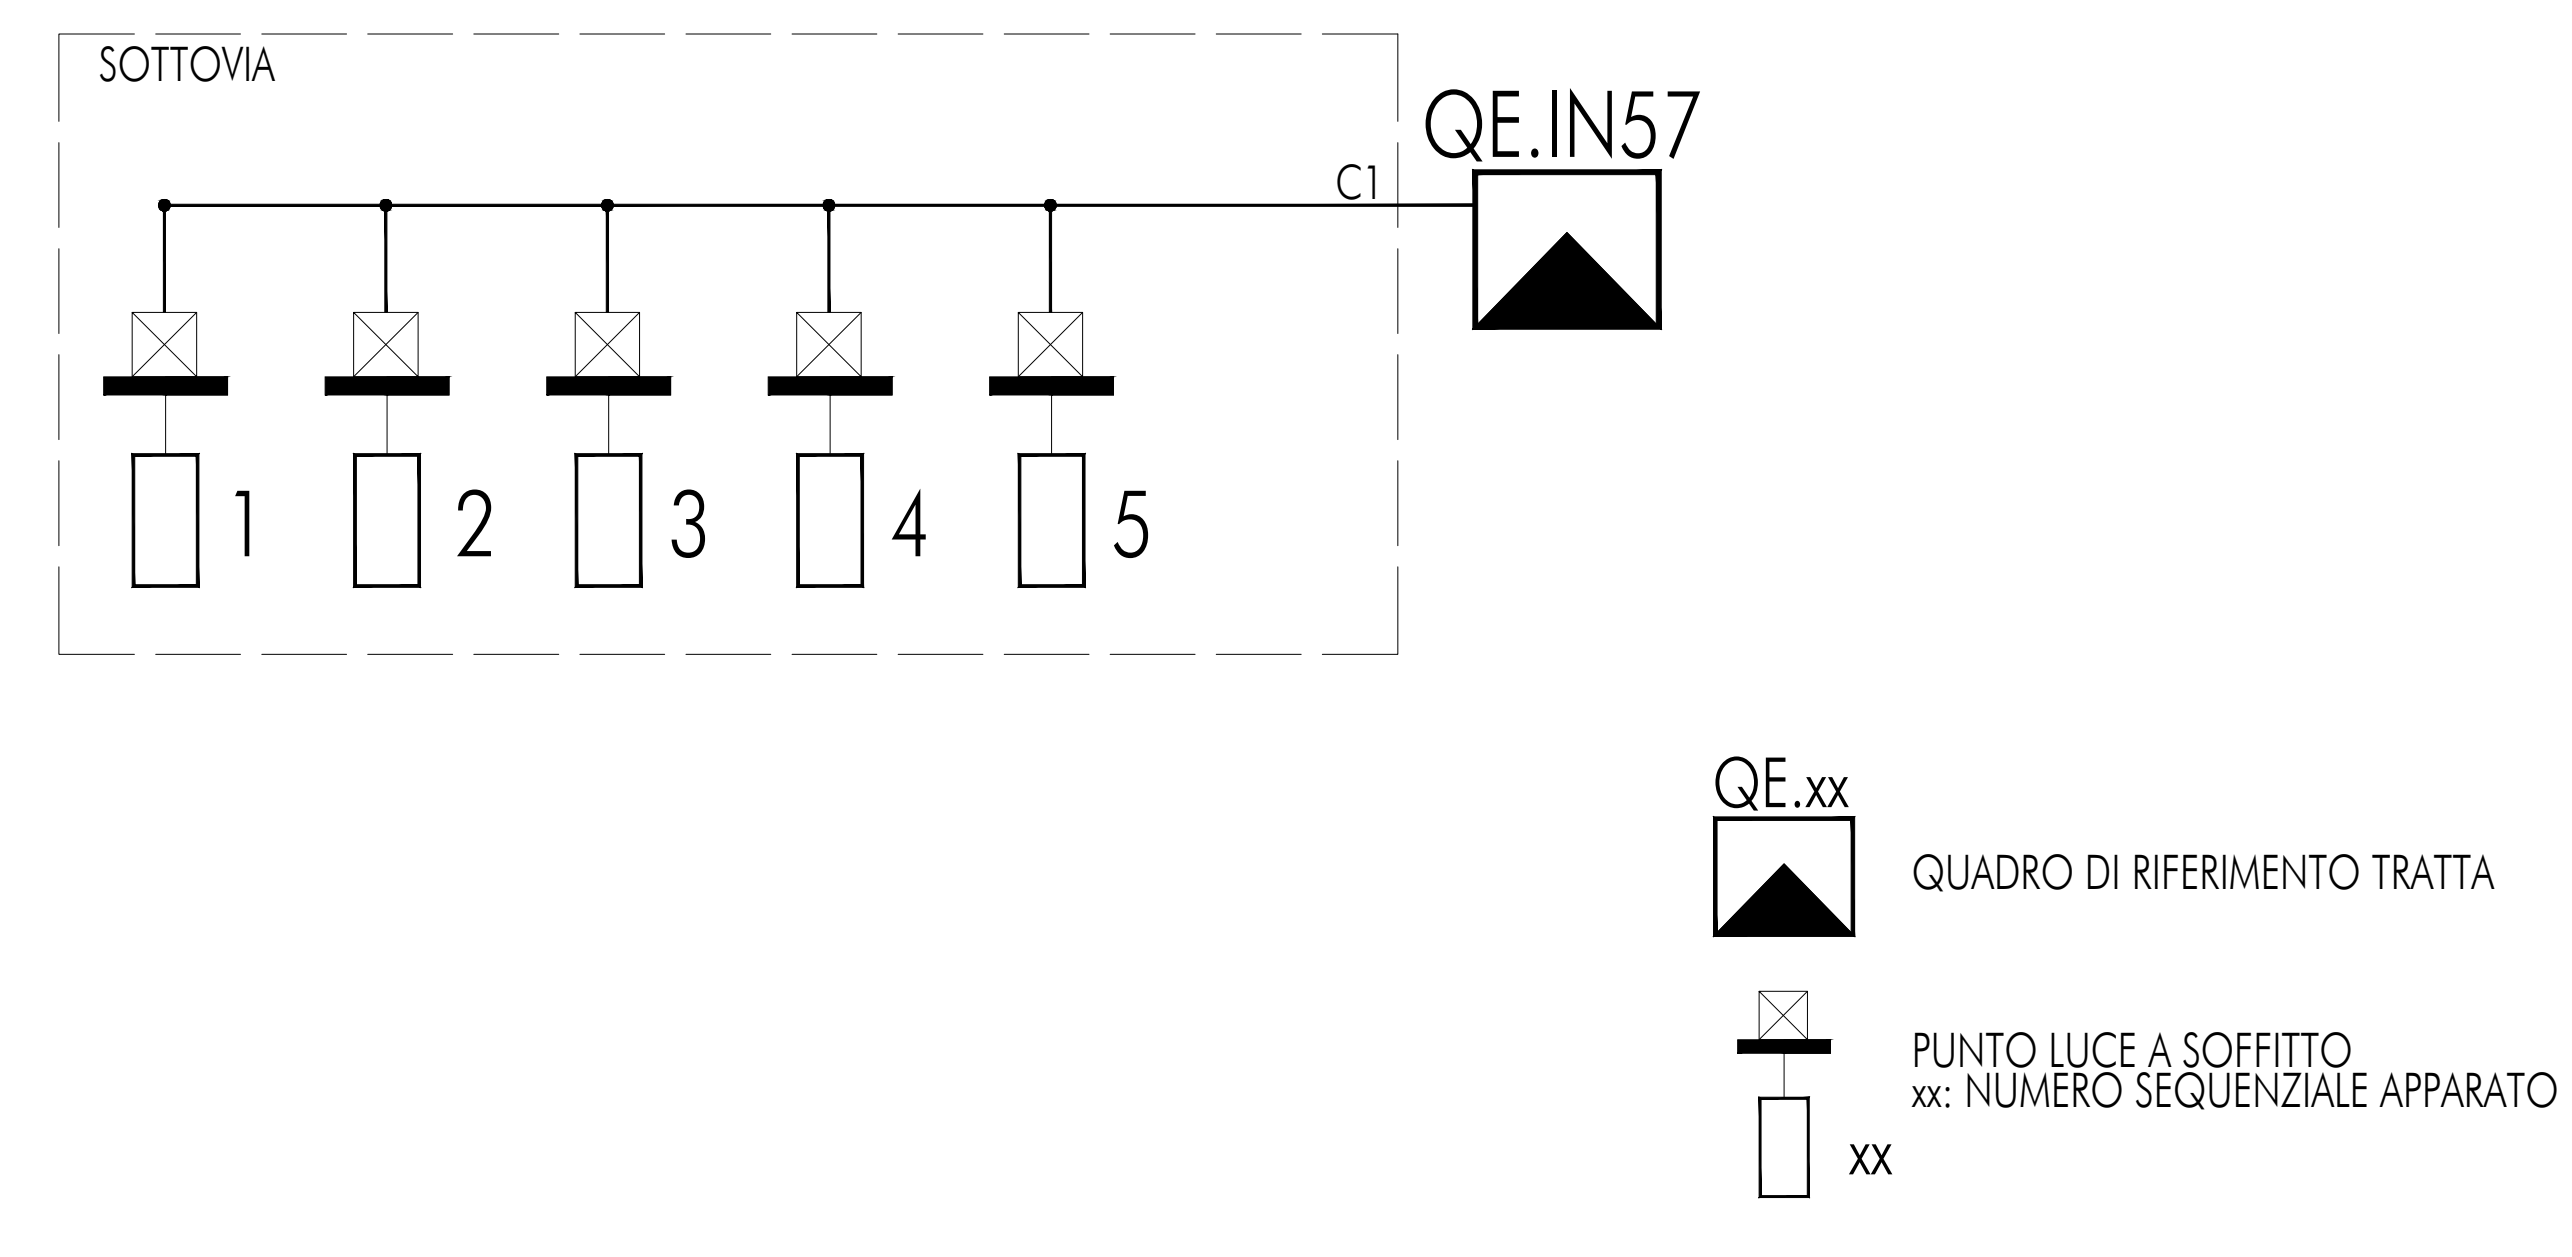 SOTTOVIA
QE.IN57
C1
1
2
3
4
5
QE.xx
QUADRO DI RIFERIMENTO TRATTA
PUNTO LUCE A SOFFITTO
xx: NUMERO SEQUENZIALE APPARATO
xx